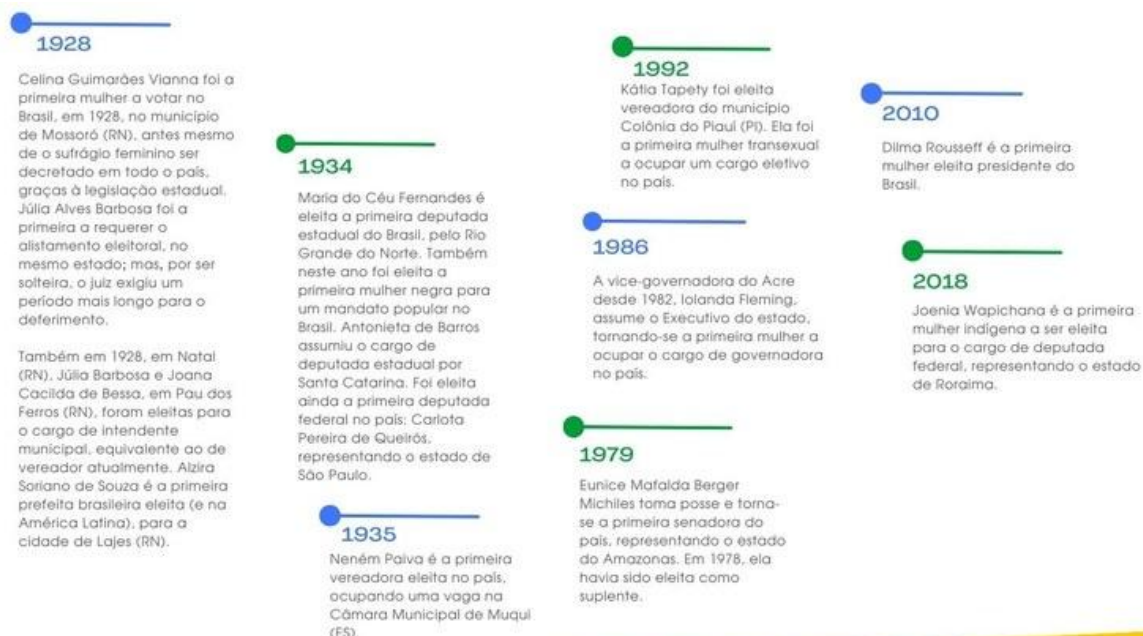 1928
Celina Guimarães Vianna foi a
primeira mulher a votar no
Brasil, em 1928, no município
de Mossoró (RN), antes mesmo
de o sufrágio feminino ser
decretado em todo o país,
graças à legislação estadual.
Júlia Alves Barbosa foi a
primeira a requerer o
alistamento eleitoral, no
mesmo estado; mas, por ser
solteira, o juiz exigiu um
período mais longo para o
deferimento.
Também em 1928, em Natal
(RN), Júlia Barbosa e Joana
Cacilda de Bessa, em Pau dos
Ferros (RN), foram eleitas para
o cargo de intendente
municipal, equivalente ao de
vereador atualmente. Alzira
Soriano de Souza é a primeira
prefeita brasileira eleita (e na
América Latina), para a
cidade de Lajes (RN).
1934
Maria do Céu Fernandes é
eleita a primeira deputada
estadual do Brasil, pelo Rio
Grande do Norte. Também
neste ano foi eleita a
primeira mulher negra para
um mandato popular no
Brasil. Antonieta de Barros
assumiu o cargo de
deputada estadual por
Santa Catarina. Foi eleita
ainda a primeira deputada
federal no país: Carlota
Pereira de Queirós,
representando o estado de
São Paulo.
1935
Neném Paiva é a primeira
vereadora eleita no país,
ocupando uma vaga na
Câmara Municipal de Muqui
(ES)
1979
Eunice Mafalda Berger
Michiles toma posse e torna-
se a primeira senadora do
país, representando o estado
do Amazonas. Em 1978, ela
havia sido eleita como
suplente.
1986
A vice-governadora do Acre
desde 1982, Iolanda Fleming,
assume o Executivo do estado,
tornando-se a primeira mulher a
ocupar o cargo de governadora
no país.
1992
Kátia Tapety foi eleita
vereadora do município
Colônia do Piauí (PI). Ela foi
a primeira mulher transexual
a ocupar um cargo eletivo
no país.
2010
Dilma Rousseff é a primeira
mulher eleita presidente do
Brasil.
2018
Joenia Wapichana é a primeira
mulher indígena a ser eleita
para o cargo de deputada
federal, representando o estado
de Roraima.